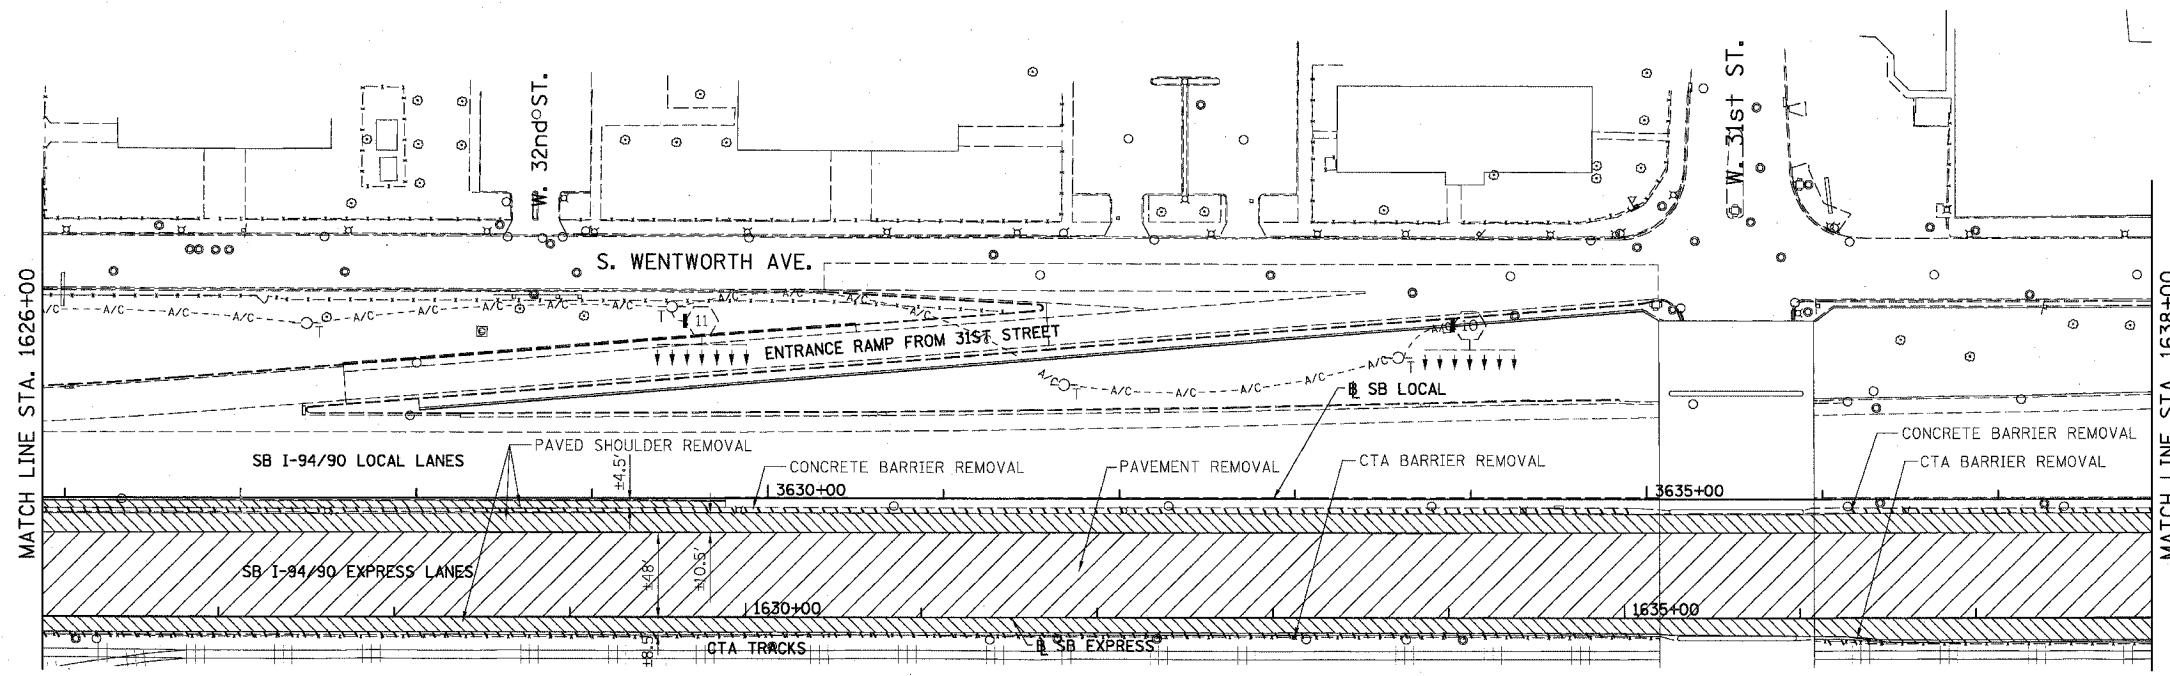 W. 32nd ST.
W. 31st ST.
S. WENTWORTH AVE.
MATCH LINE STA. 1626+00
MATCH LINE STA. 1638+00
A/C
A/C
A/C
A/C
A/C
A/C
A/C
A/C
A/C
A/C
A/C
A/C
A/C
T
T
11
10
ENTRANCE RAMP FROM 31ST STREET
A/C
A/C
A/C
A/C
A/C
A/C
A/C
T
T
℄ SB LOCAL
PAVED SHOULDER REMOVAL
SB I-94/90 LOCAL LANES
±4.5'
CONCRETE BARRIER REMOVAL
PAVEMENT REMOVAL
CTA BARRIER REMOVAL
CONCRETE BARRIER REMOVAL
CTA BARRIER REMOVAL
3630+00
3635+00
SB I-94/90 EXPRESS LANES
±48'
±10.5'
1630+00
1635+00
±8.5'
CTA TRACKS
℄ SB EXPRESS